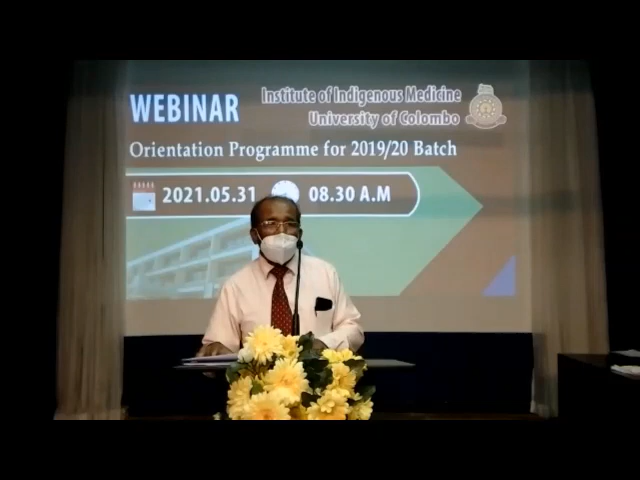 WEBINAR
Institute of Indigenous Medicine
University of Colombo
Orientation Programme for 2019/20 Batch
2021.05.31
08.30 A.M